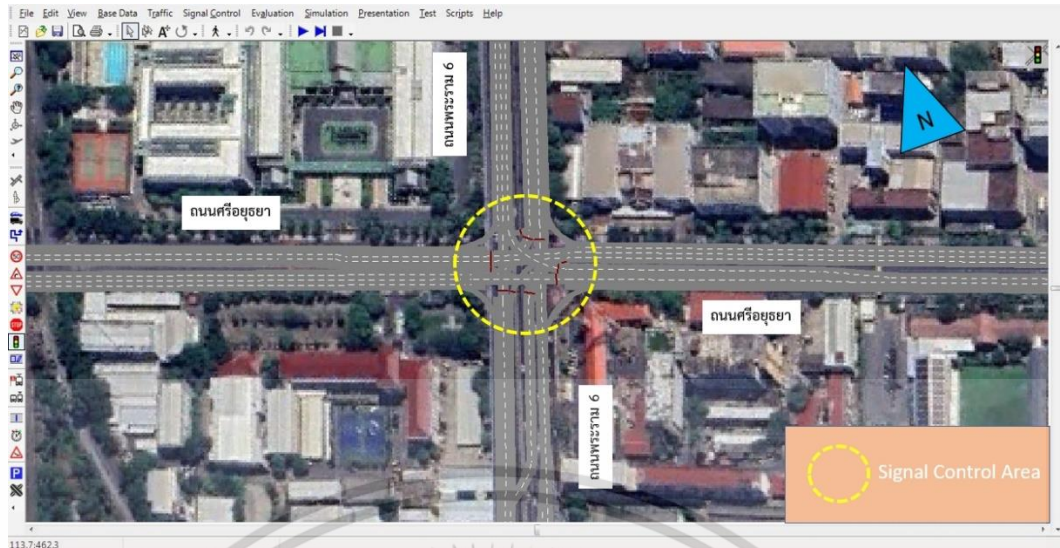 File Edit View Base Data Traffic Signal Control Evaluation Simulation Presentation Test Scripts Help
ถนนพระราม 6
N
ถนนศรีอยุธยา
ถนนศรีอยุธยา
ถนนพระราม 6
Signal Control Area
113.7:462.3